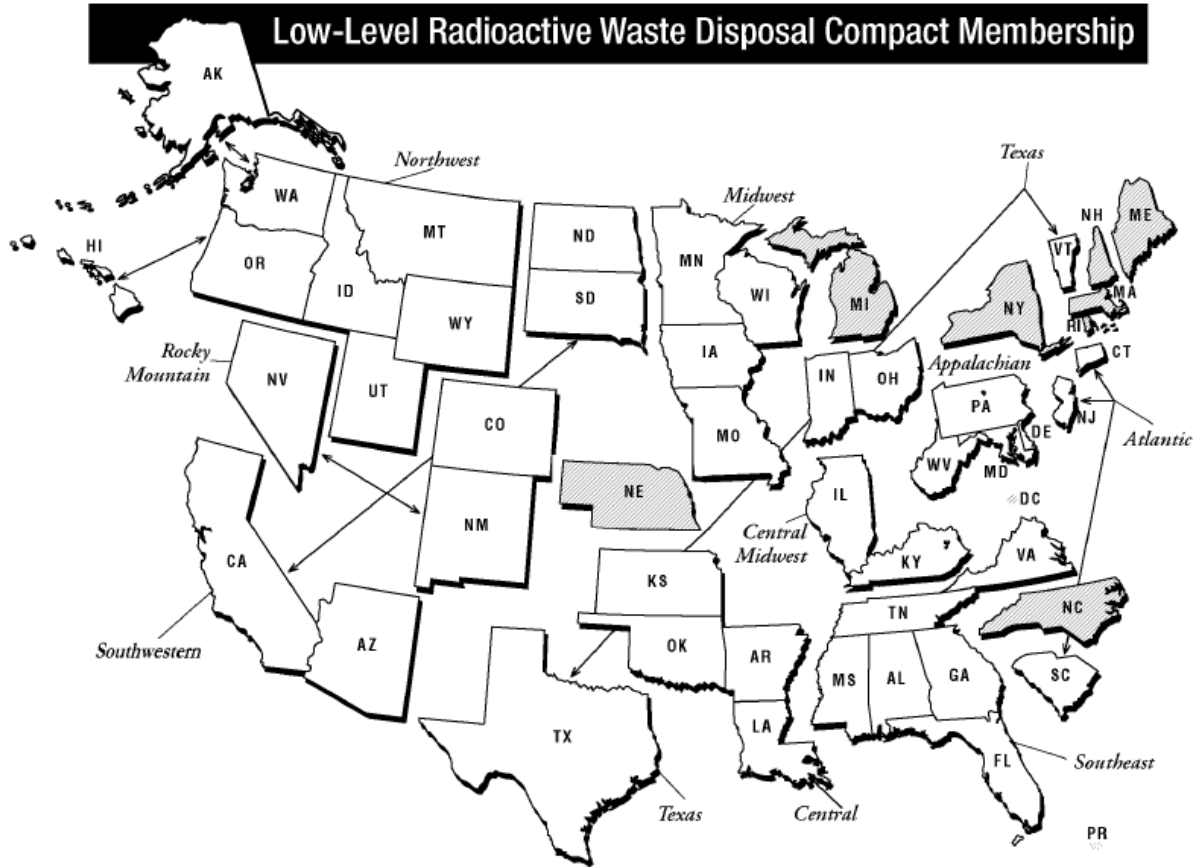 Low-Level Radioactive Waste Disposal Compact Membership
AK
Northwest
Texas
WA
Midwest
NH
ME
HI
MT
ND
MN
VT
OR
ID
SD
WI
MI
NY
MA
RI
WY
IA
CT
Rocky
Mountain
NV
UT
IN
OH
Appalachian
CO
PA
NJ
MO
DE
Atlantic
WV
MD
NE
IL
DC
NM
Central
Midwest
CA
KS
KY
VA
TN
NC
Southwestern
AZ
OK
AR
MS
AL
GA
SC
TX
LA
FL
Southeast
Texas
Central
PR